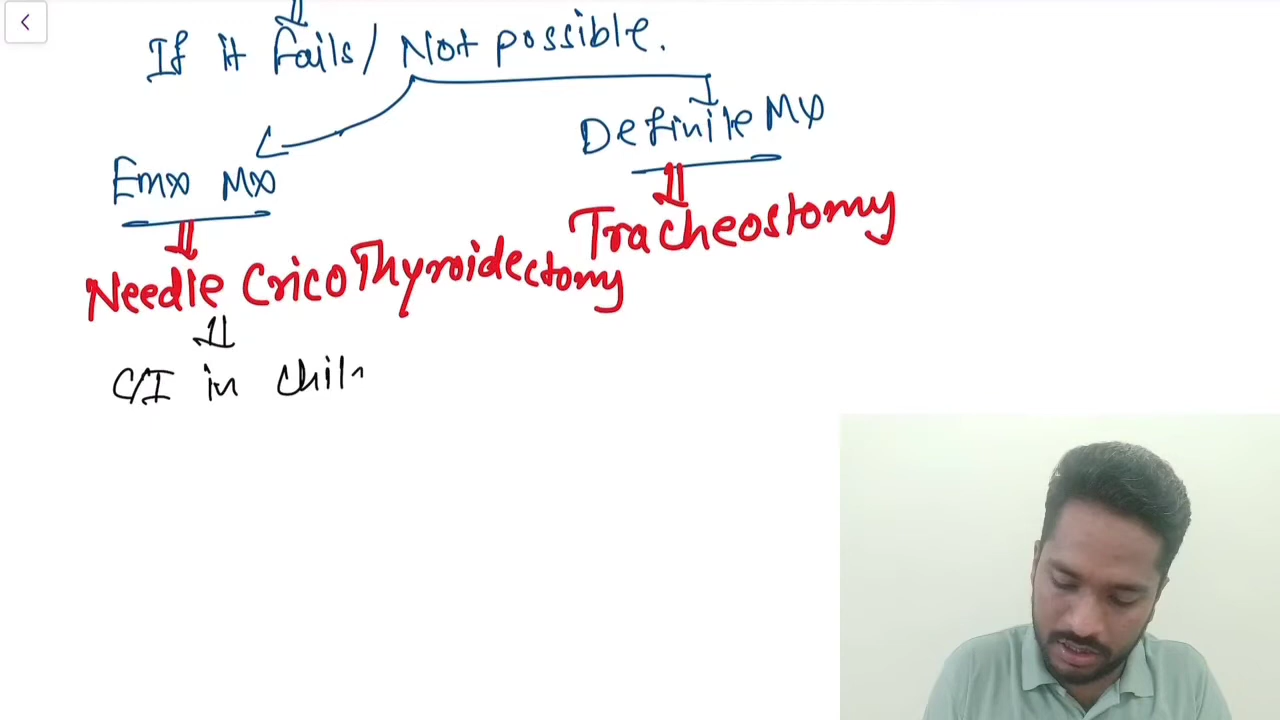 If it fails/ Not possible.
Definite Mx
Emx Mx
Tracheostomy
Needle CricoThyroidectomy
C/I in chil